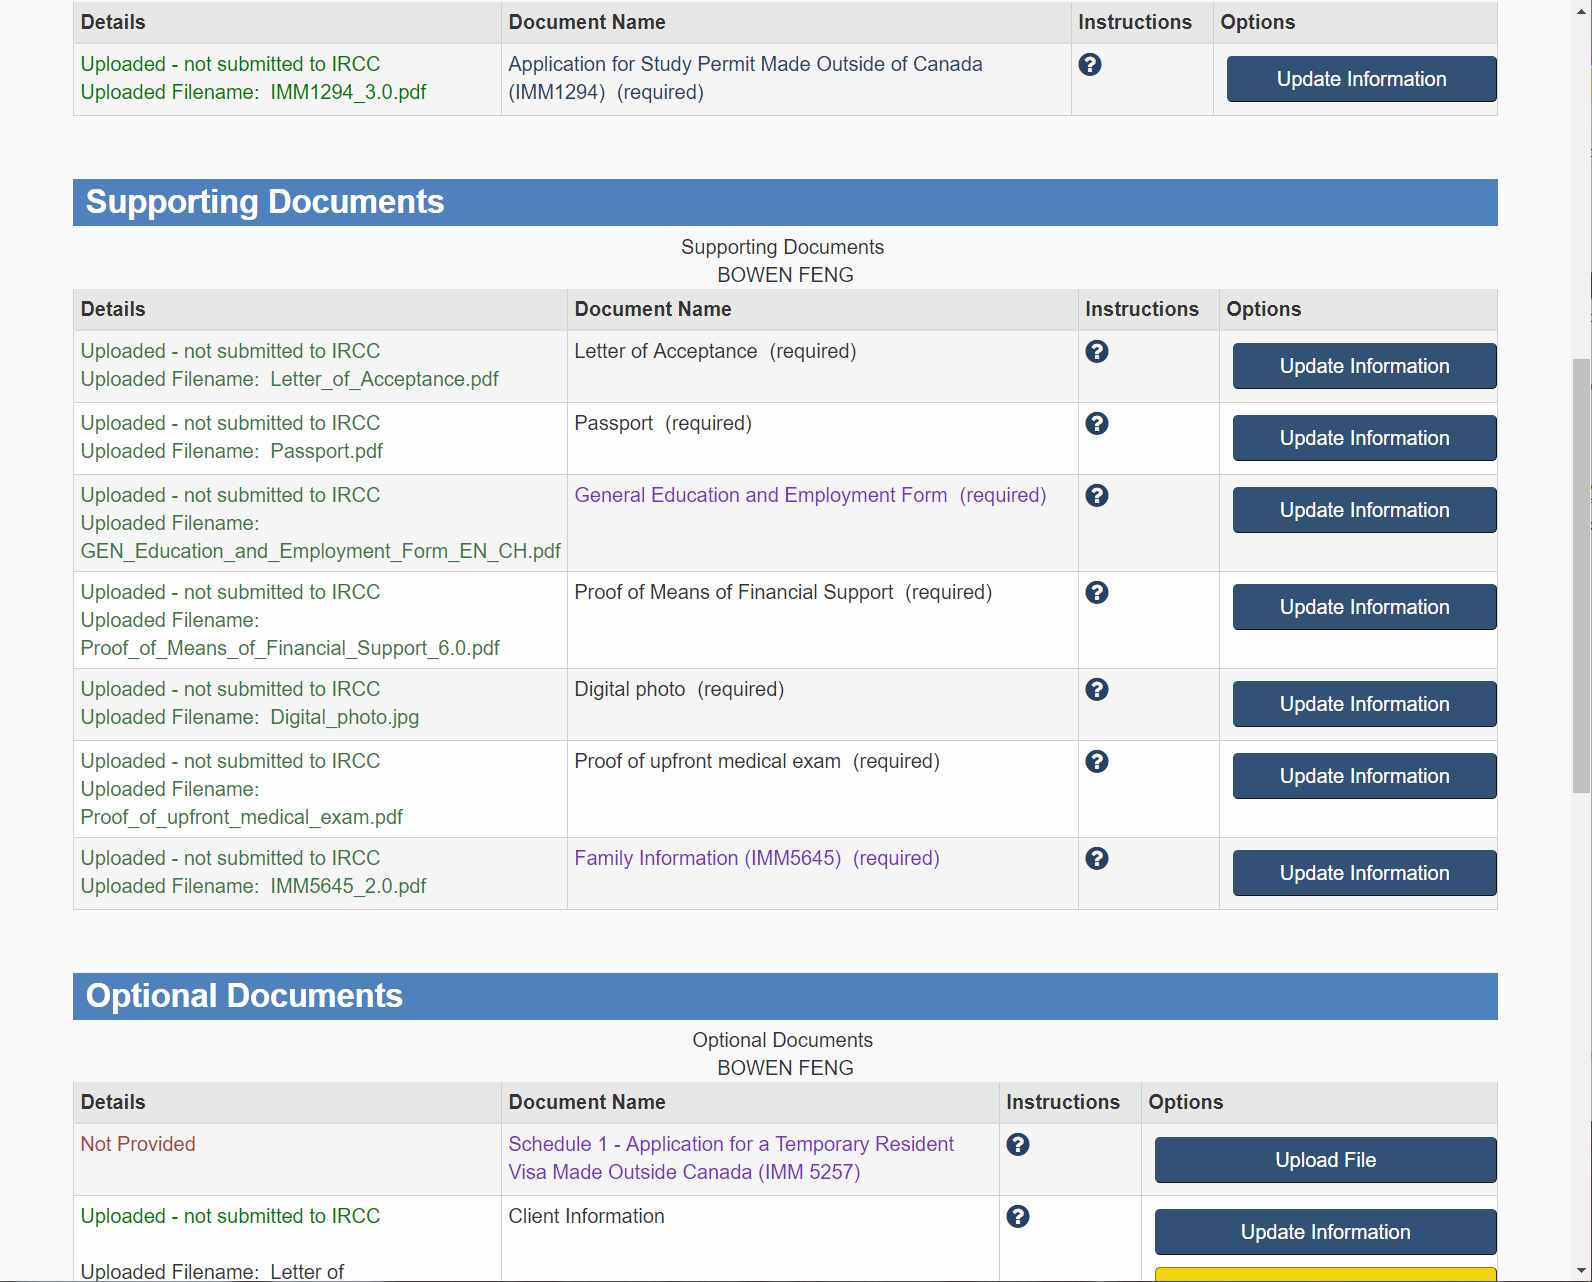 Details Document Name Instructions Options
Uploaded - not submitted to IRCC
Uploaded Filename: IMM1294_3.0.pdf
Application for Study Permit Made Outside of Canada
(IMM1294) (required)
?
Update Information
Supporting Documents
Supporting Documents
BOWEN FENG
Details Document Name Instructions Options
Uploaded - not submitted to IRCC
Uploaded Filename: Letter_of_Acceptance.pdf
Letter of Acceptance (required)
?
Update Information
Uploaded - not submitted to IRCC
Uploaded Filename: Passport.pdf
Passport (required)
?
Update Information
Uploaded - not submitted to IRCC
Uploaded Filename:
GEN_Education_and_Employment_Form_EN_CH.pdf
General Education and Employment Form (required)
?
Update Information
Uploaded - not submitted to IRCC
Uploaded Filename:
Proof_of_Means_of_Financial_Support_6.0.pdf
Proof of Means of Financial Support (required)
?
Update Information
Uploaded - not submitted to IRCC
Uploaded Filename: Digital_photo.jpg
Digital photo (required)
?
Update Information
Uploaded - not submitted to IRCC
Uploaded Filename:
Proof_of_upfront_medical_exam.pdf
Proof of upfront medical exam (required)
?
Update Information
Uploaded - not submitted to IRCC
Uploaded Filename: IMM5645_2.0.pdf
Family Information (IMM5645) (required)
?
Update Information
Optional Documents
Optional Documents
BOWEN FENG
Details Document Name Instructions Options
Not Provided
Schedule 1 - Application for a Temporary Resident
Visa Made Outside Canada (IMM 5257)
?
Upload File
Uploaded - not submitted to IRCC
Uploaded Filename: Letter of
Client Information
?
Update Information